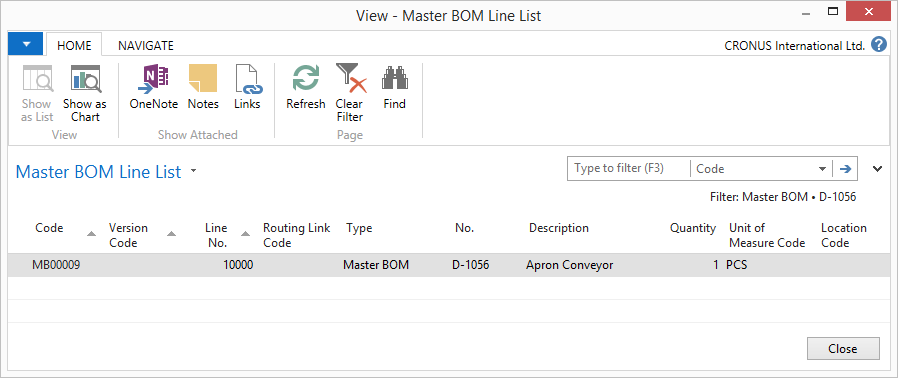 View - Master BOM Line List
HOME NAVIGATE CRONUS International Ltd. ?
Show as List
Show as Chart
OneNote
Notes
Links
Refresh
Clear Filter
Find
View Show Attached Page
Master BOM Line List
Type to filter (F3) Code
Filter: Master BOM • D-1056
Code Version Code Line No. Routing Link Code Type No. Description Quantity Unit of Measure Code Location Code
MB00009 10000 Master BOM D-1056 Apron Conveyor 1 PCS
Close